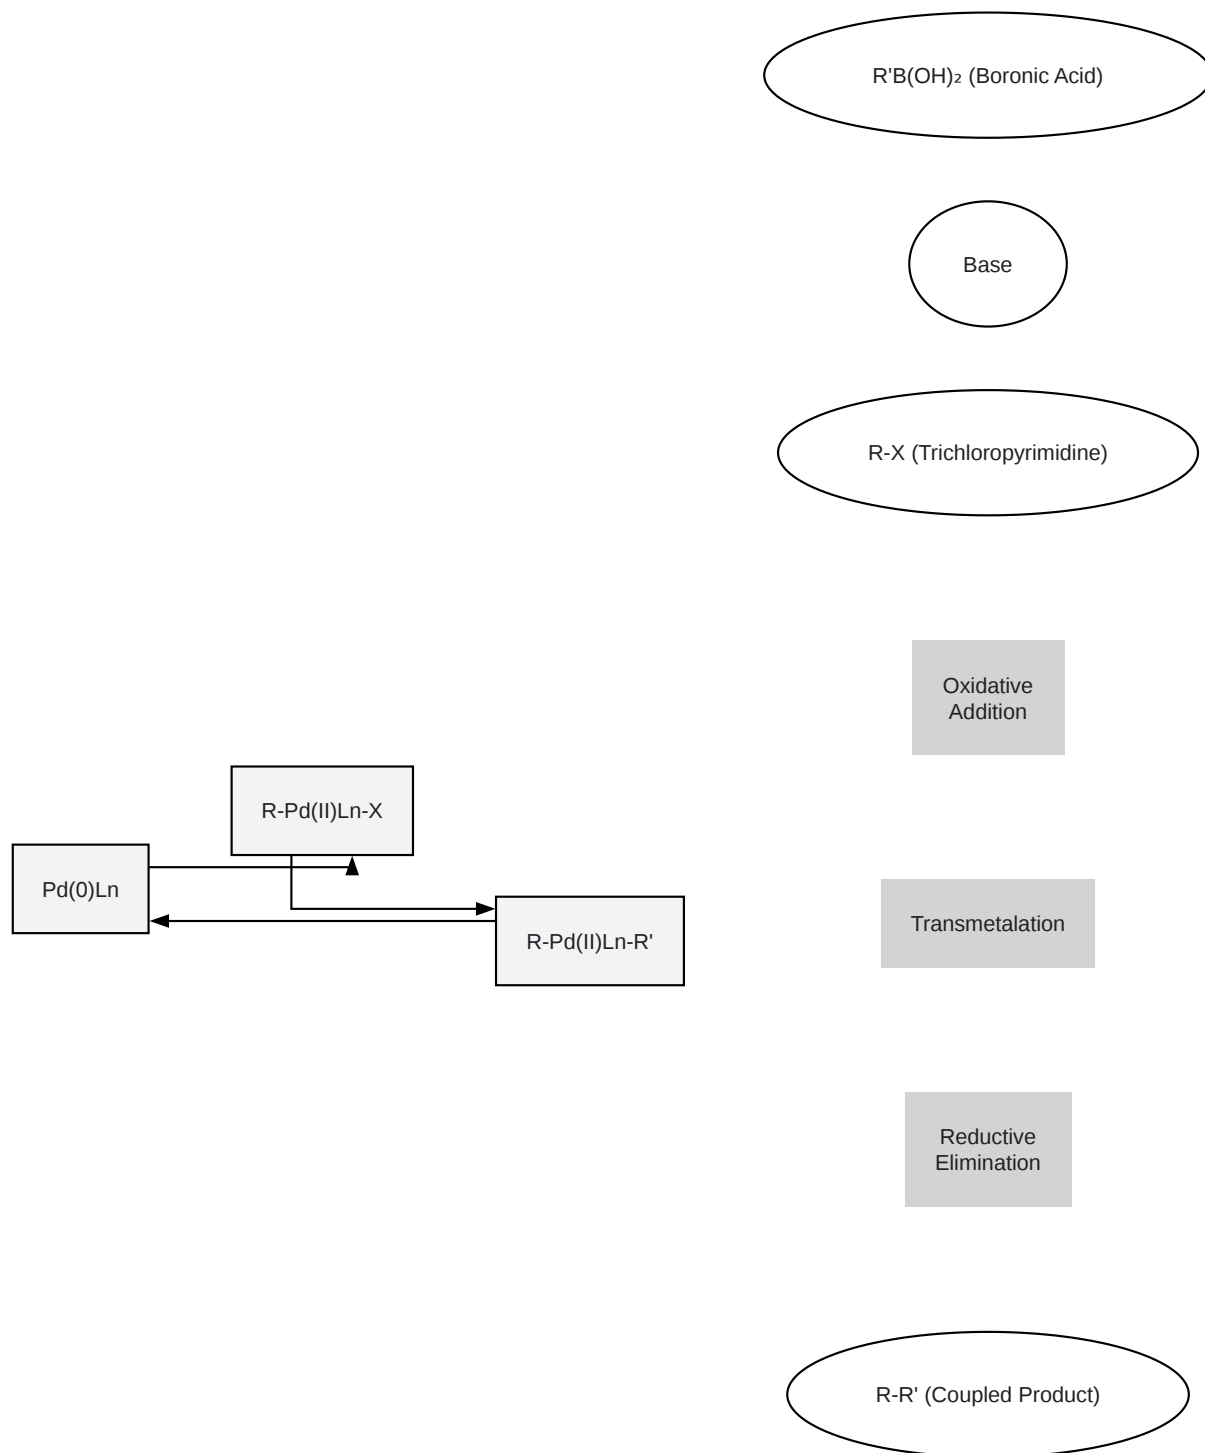 R'B(OH)₂ (Boronic Acid)
Base
R-X (Trichloropyrimidine)
Oxidative
Addition
R-Pd(II)Ln-X
Pd(0)Ln
Transmetalation
R-Pd(II)Ln-R'
Reductive
Elimination
R-R' (Coupled Product)